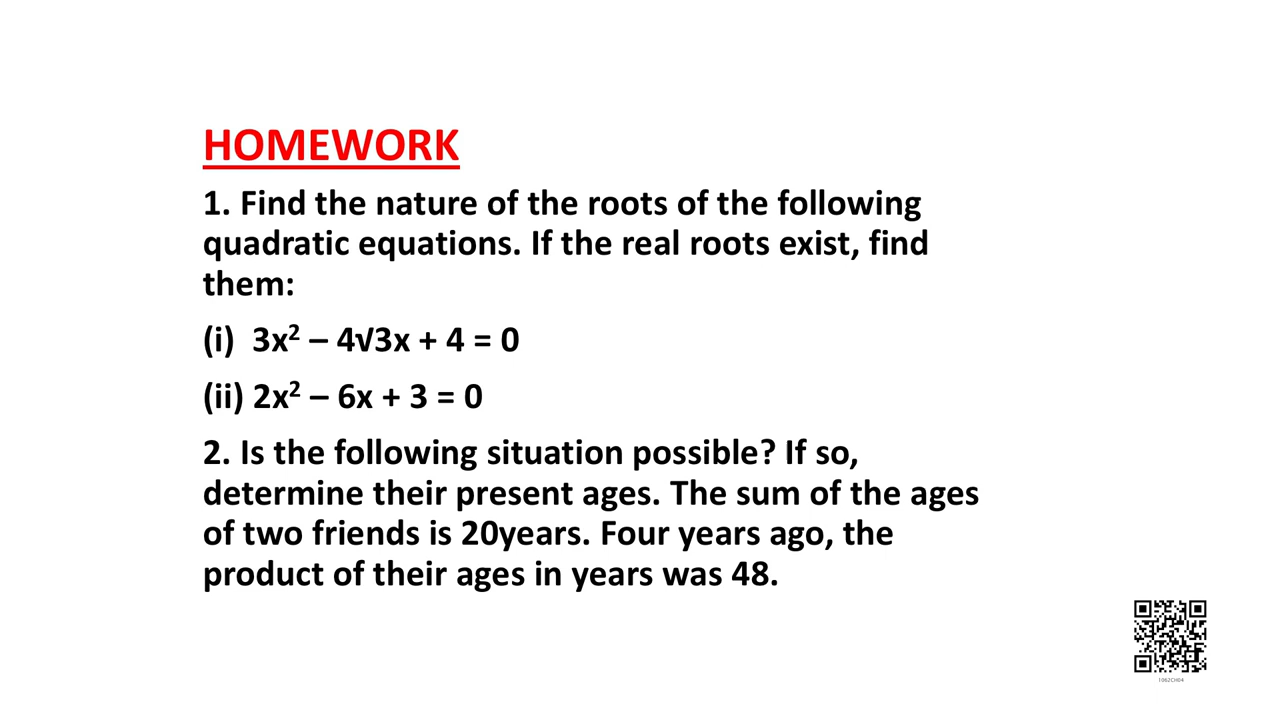 HOMEWORK
1. Find the nature of the roots of the following
quadratic equations. If the real roots exist, find
them:
(i)  3x² – 4√3x + 4 = 0
(ii) 2x² – 6x + 3 = 0
2. Is the following situation possible? If so,
determine their present ages. The sum of the ages
of two friends is 20years. Four years ago, the
product of their ages in years was 48.
1062CH04